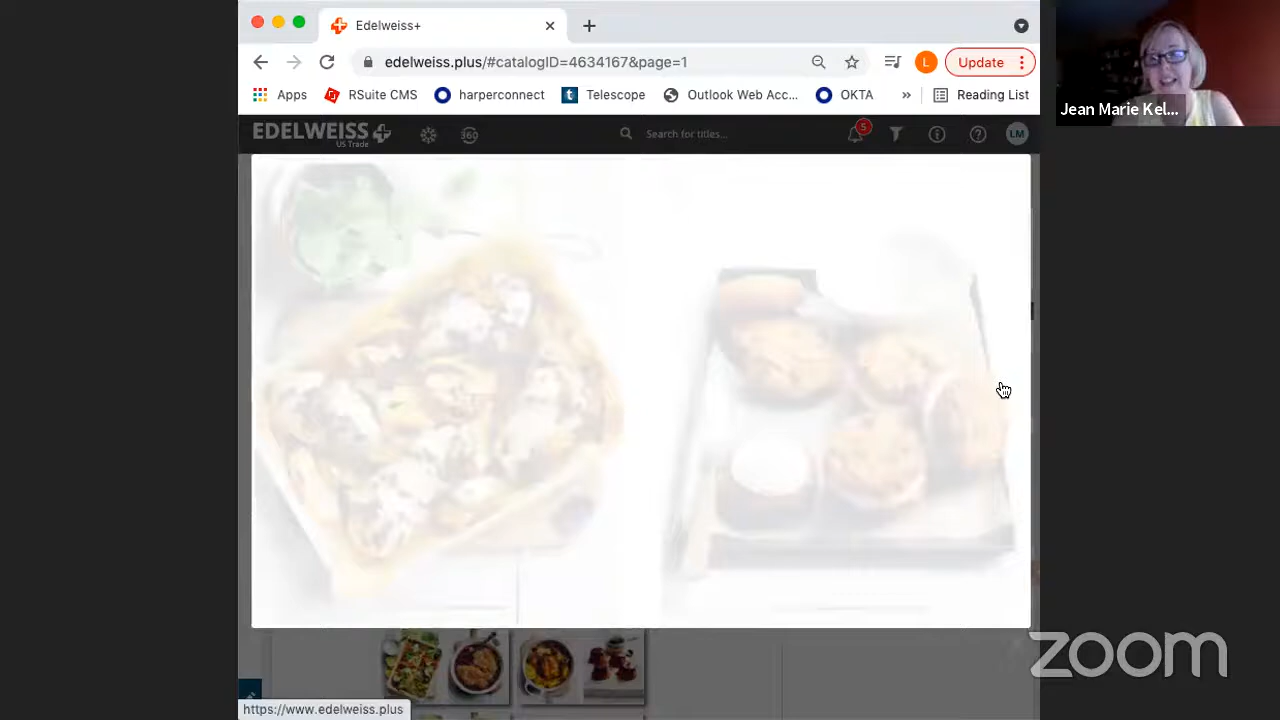 Edelweiss+
edelweiss.plus/#catalogID=4634167&page=1
L
Update
Apps
RSuite CMS
harperconnect
t
Telescope
Outlook Web Acc...
OKTA
»
Reading List
EDELWEISS+
US Trade
360
Search for titles...
5
LM
Jean Marie Kel...
https://www.edelweiss.plus
zoom